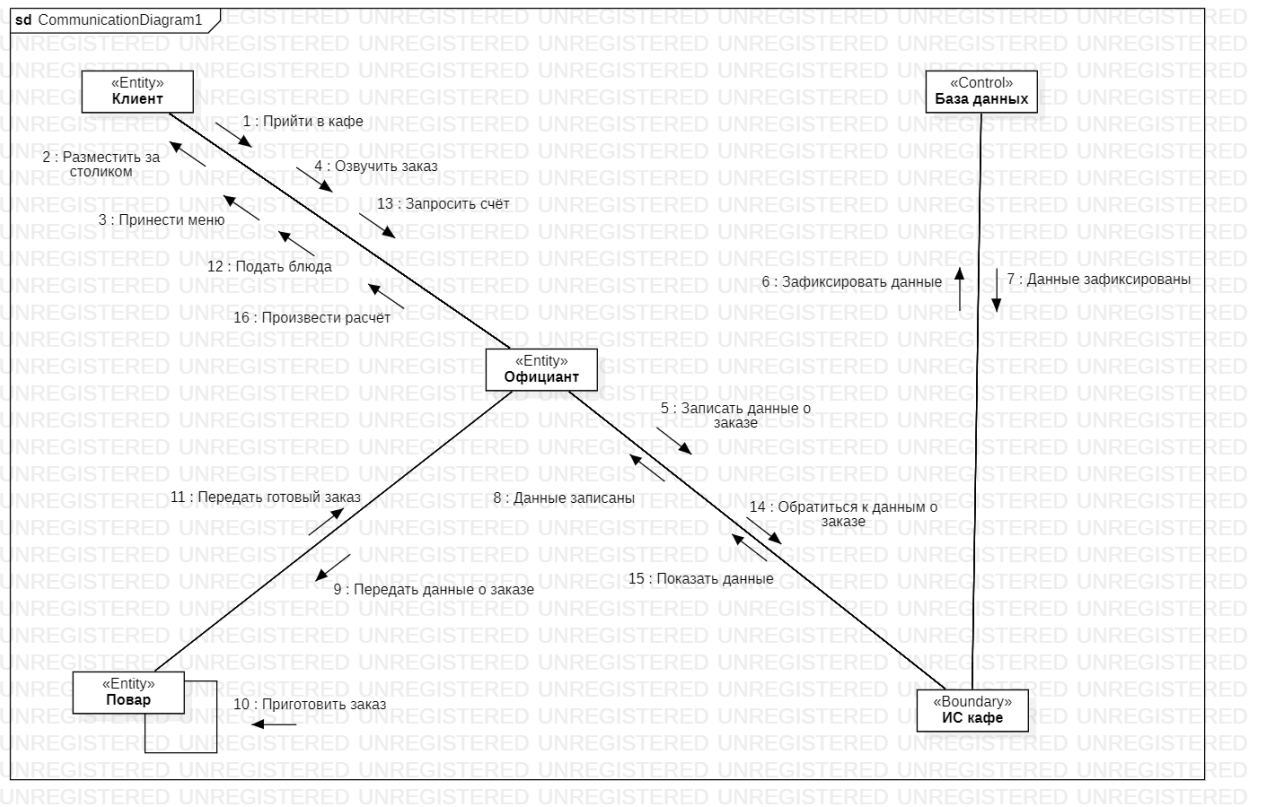 sd CommunicationDiagram1
«Entity»
Клиент
«Control»
База данных
1 : Прийти в кафе
2 : Разместить за
столиком
4 : Озвучить заказ
13 : Запросить счёт
3 : Принести меню
12 : Подать блюда
6 : Зафиксировать данные
7 : Данные зафиксированы
16 : Произвести расчёт
«Entity»
Официант
5 : Записать данные о
заказе
11 : Передать готовый заказ
8 : Данные записаны
14 : Обратиться к данным о
заказе
15 : Показать данные
9 : Передать данные о заказе
«Entity»
Повар
10 : Приготовить заказ
«Boundary»
ИС кафе
UNREGISTERED